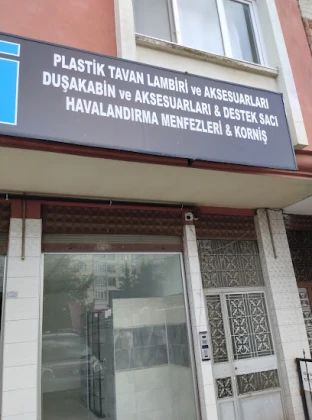 PLASTİK TAVAN LAMBİRİ ve AKSESUARLARI
DUŞAKABİN ve AKSESUARLARI & DESTEK SACI
HAVALANDIRMA MENFEZLERİ & KORNİŞ